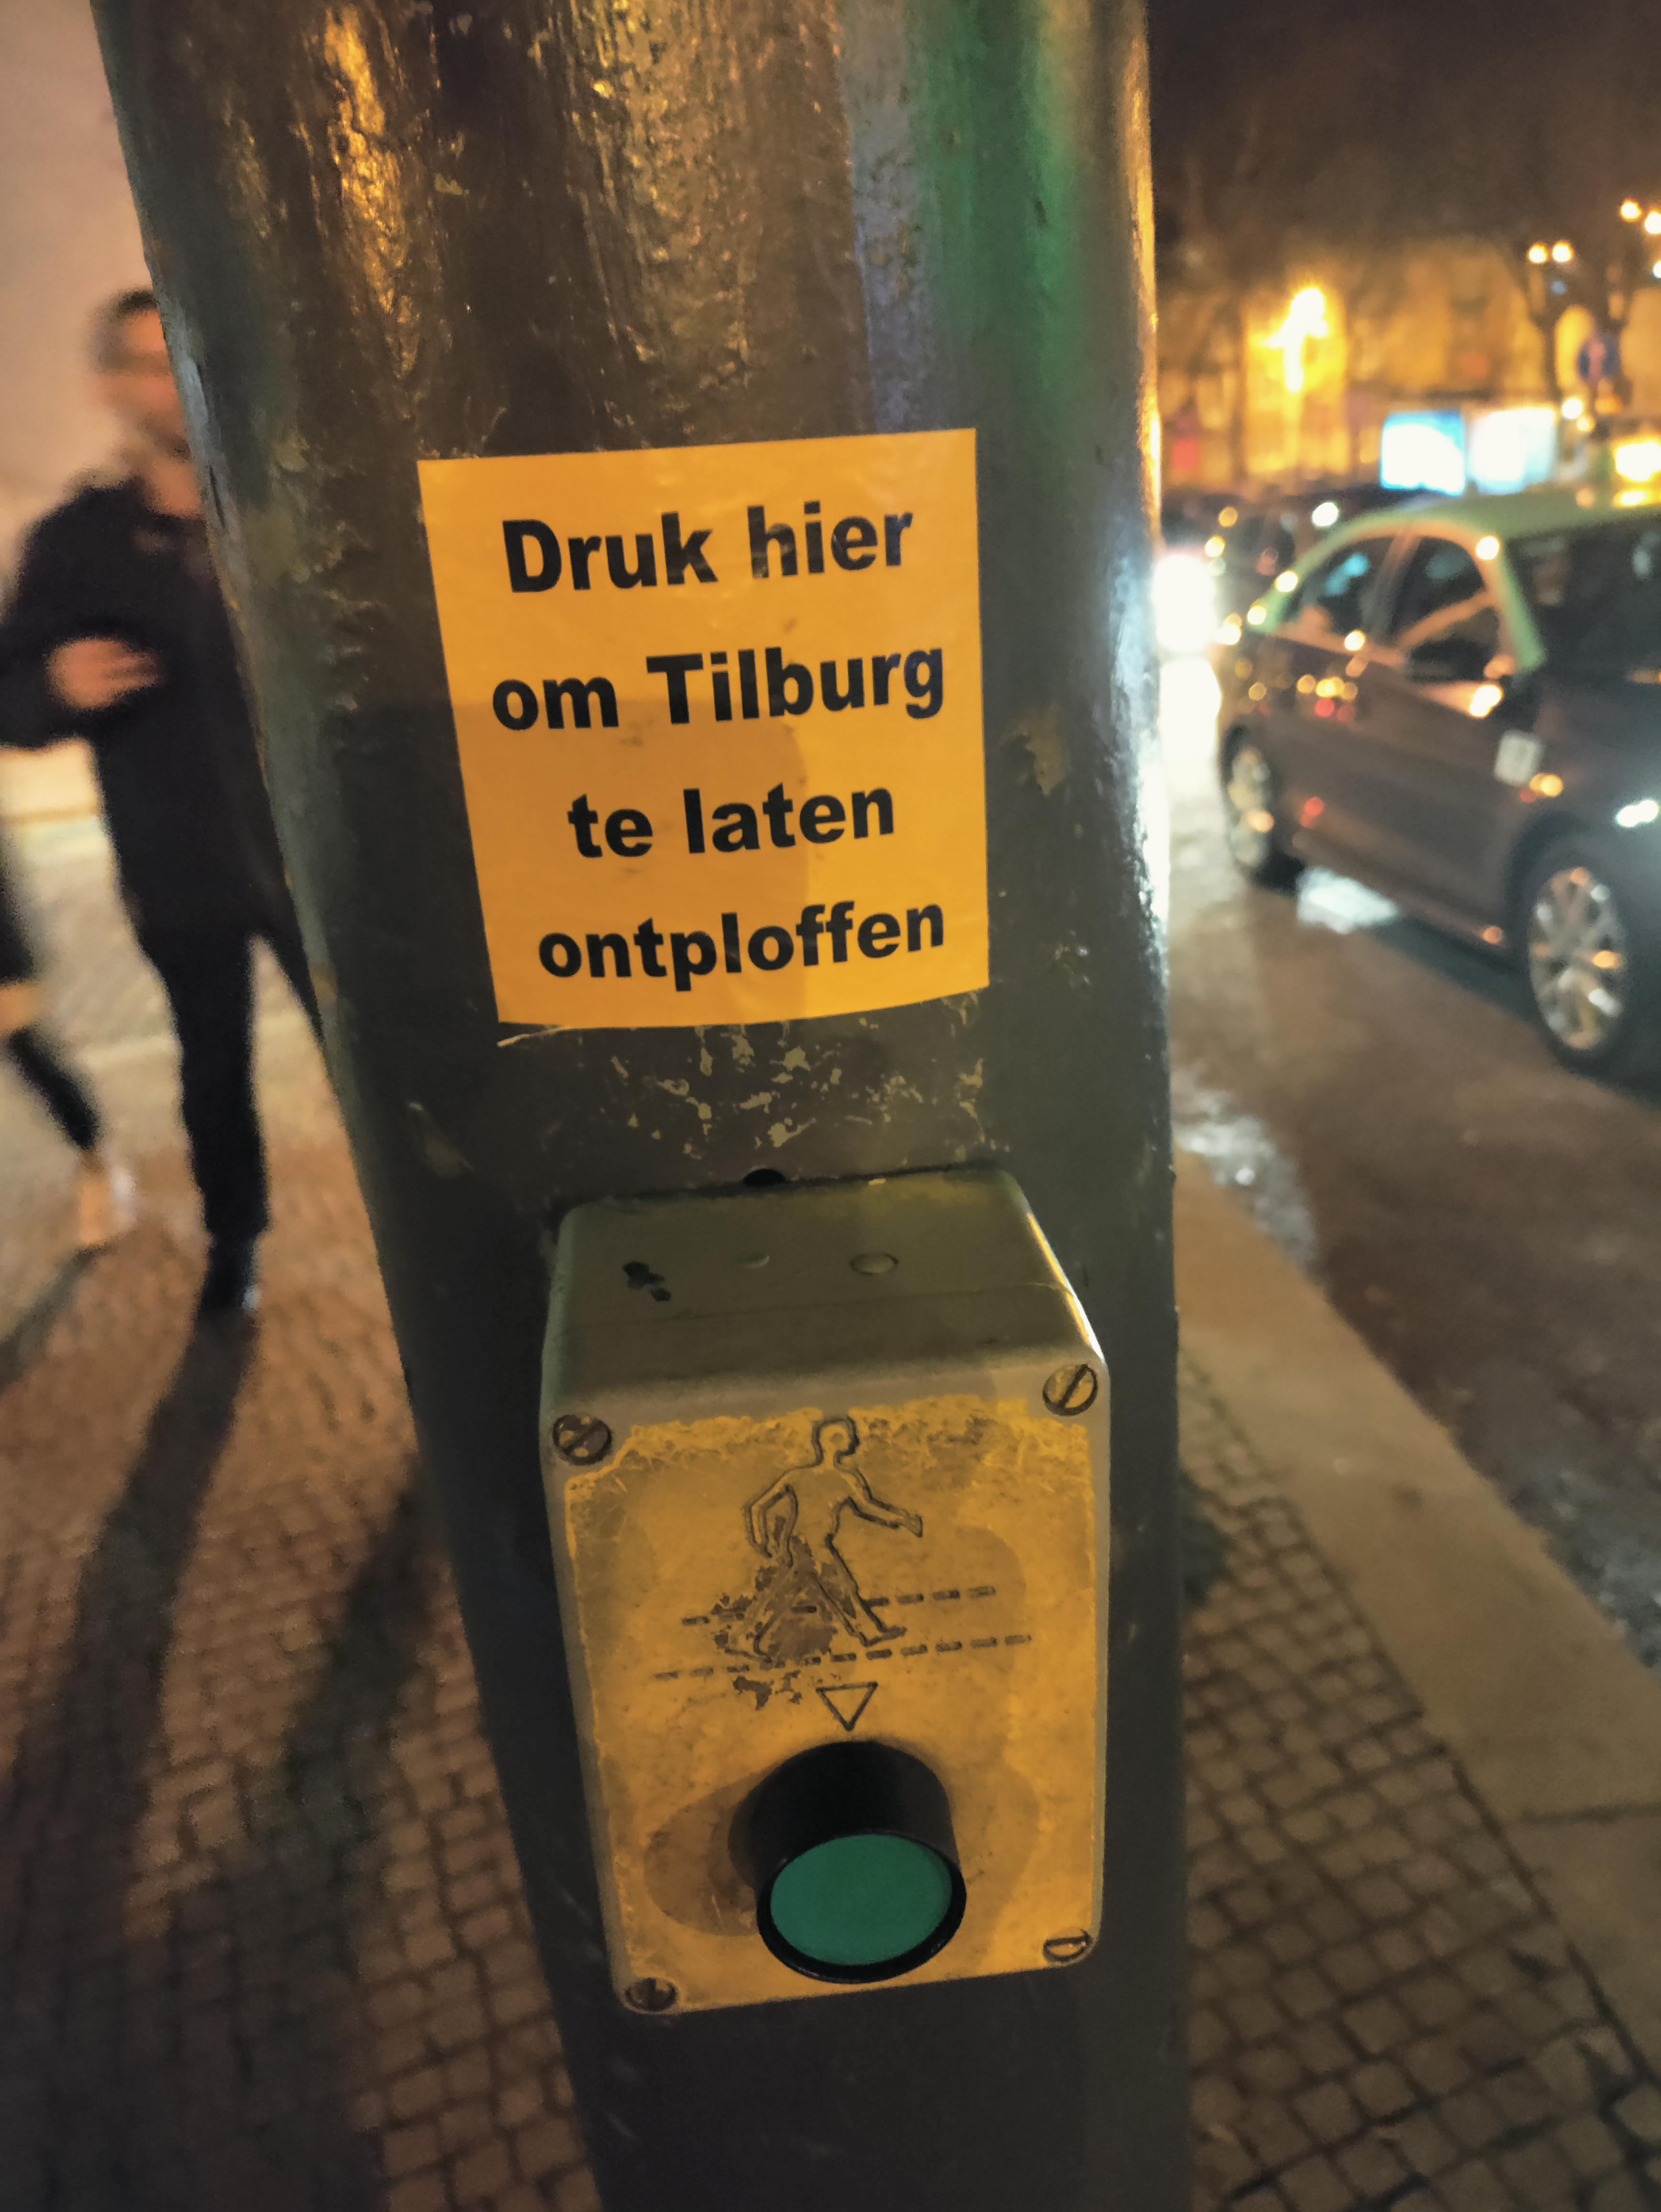 Druk hier
om Tilburg
te laten
ontploffen